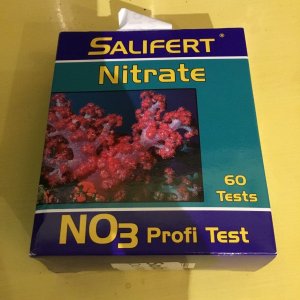 SALIFERT®
Nitrate
60
Tests
NO3 Profi Test